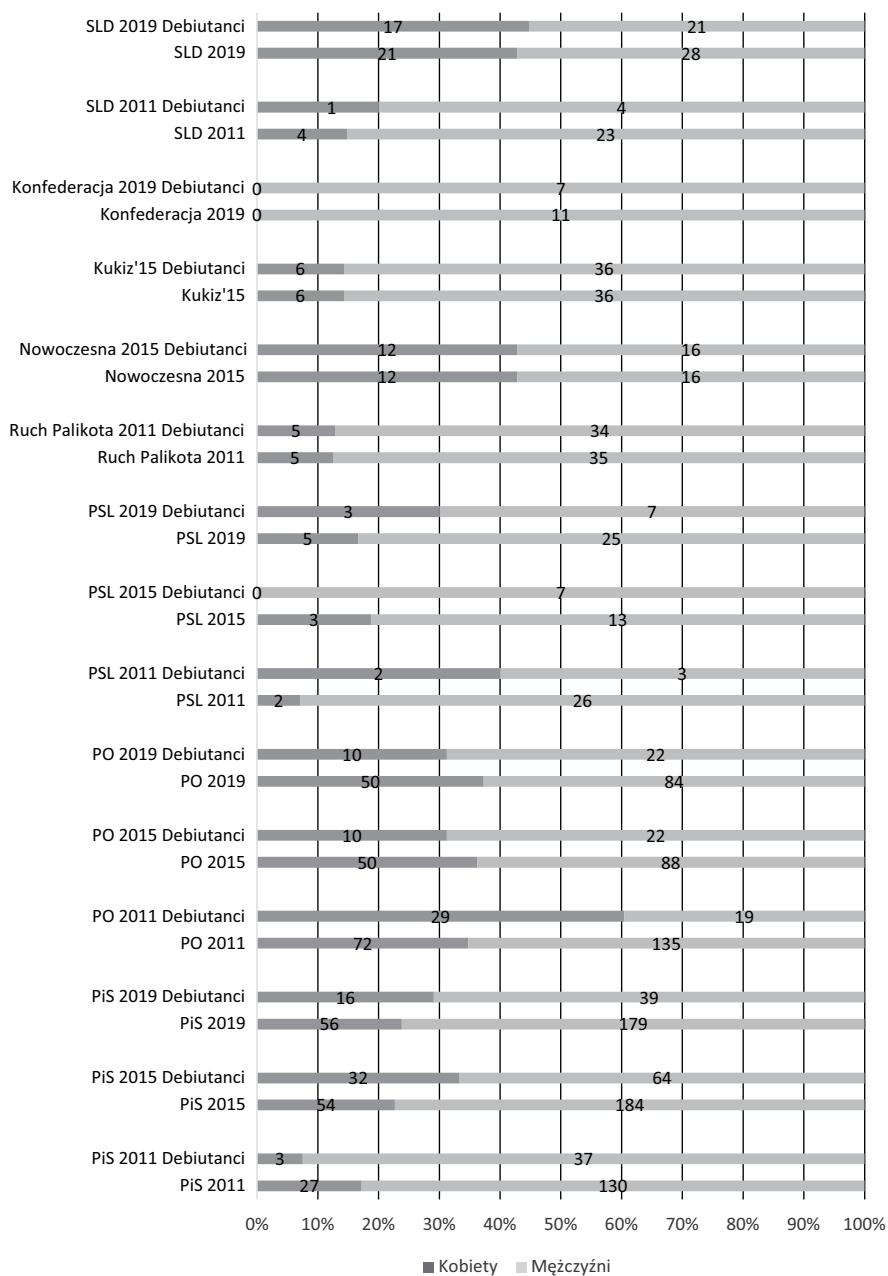 SLD 2019 Debiutanci 17 21
SLD 2019 21 28
SLD 2011 Debiutanci 1 4
SLD 2011 4 23
Konfederacja 2019 Debiutanci 0 7
Konfederacja 2019 0 11
Kukiz'15 Debiutanci 6 36
Kukiz'15 6 36
Nowoczesna 2015 Debiutanci 12 16
Nowoczesna 2015 12 16
Ruch Palikota 2011 Debiutanci 5 34
Ruch Palikota 2011 5 35
PSL 2019 Debiutanci 3 7
PSL 2019 5 25
PSL 2015 Debiutanci 0 7
PSL 2015 3 13
PSL 2011 Debiutanci 2 3
PSL 2011 2 26
PO 2019 Debiutanci 10 22
PO 2019 50 84
PO 2015 Debiutanci 10 22
PO 2015 50 88
PO 2011 Debiutanci 29 19
PO 2011 72 135
PiS 2019 Debiutanci 16 39
PiS 2019 56 179
PiS 2015 Debiutanci 32 64
PiS 2015 54 184
PiS 2011 Debiutanci 3 37
PiS 2011 27 130
0% 10% 20% 30% 40% 50% 60% 70% 80% 90% 100%
Kobiety Mężczyźni